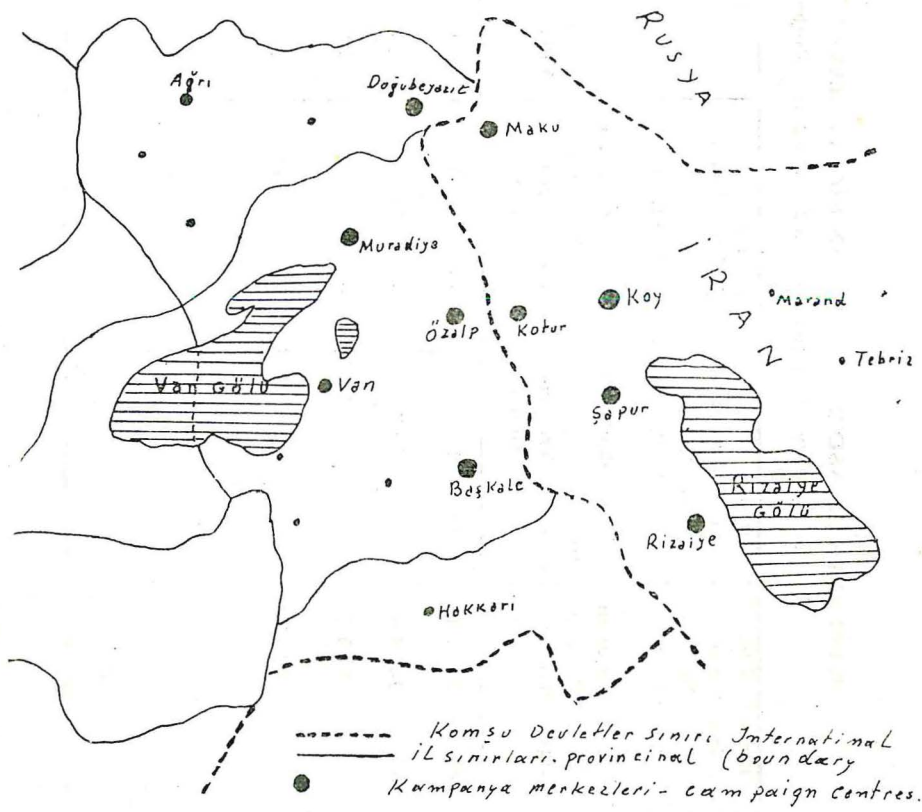 RUSYA
Ağrı
Doğubeyazıt
Maku
Muradiye
İRAN
Koy
Marand
Özalp
Kotur
Tebriz
Van Gölü
Van
Şapur
Başkale
Rizaiye
GÖLÜ
Rizaiye
Hakkari
Komşu Devletler sınırı International
iL sınırları. provincinal (boundary
Kampanya merkezleri - campaign centres.